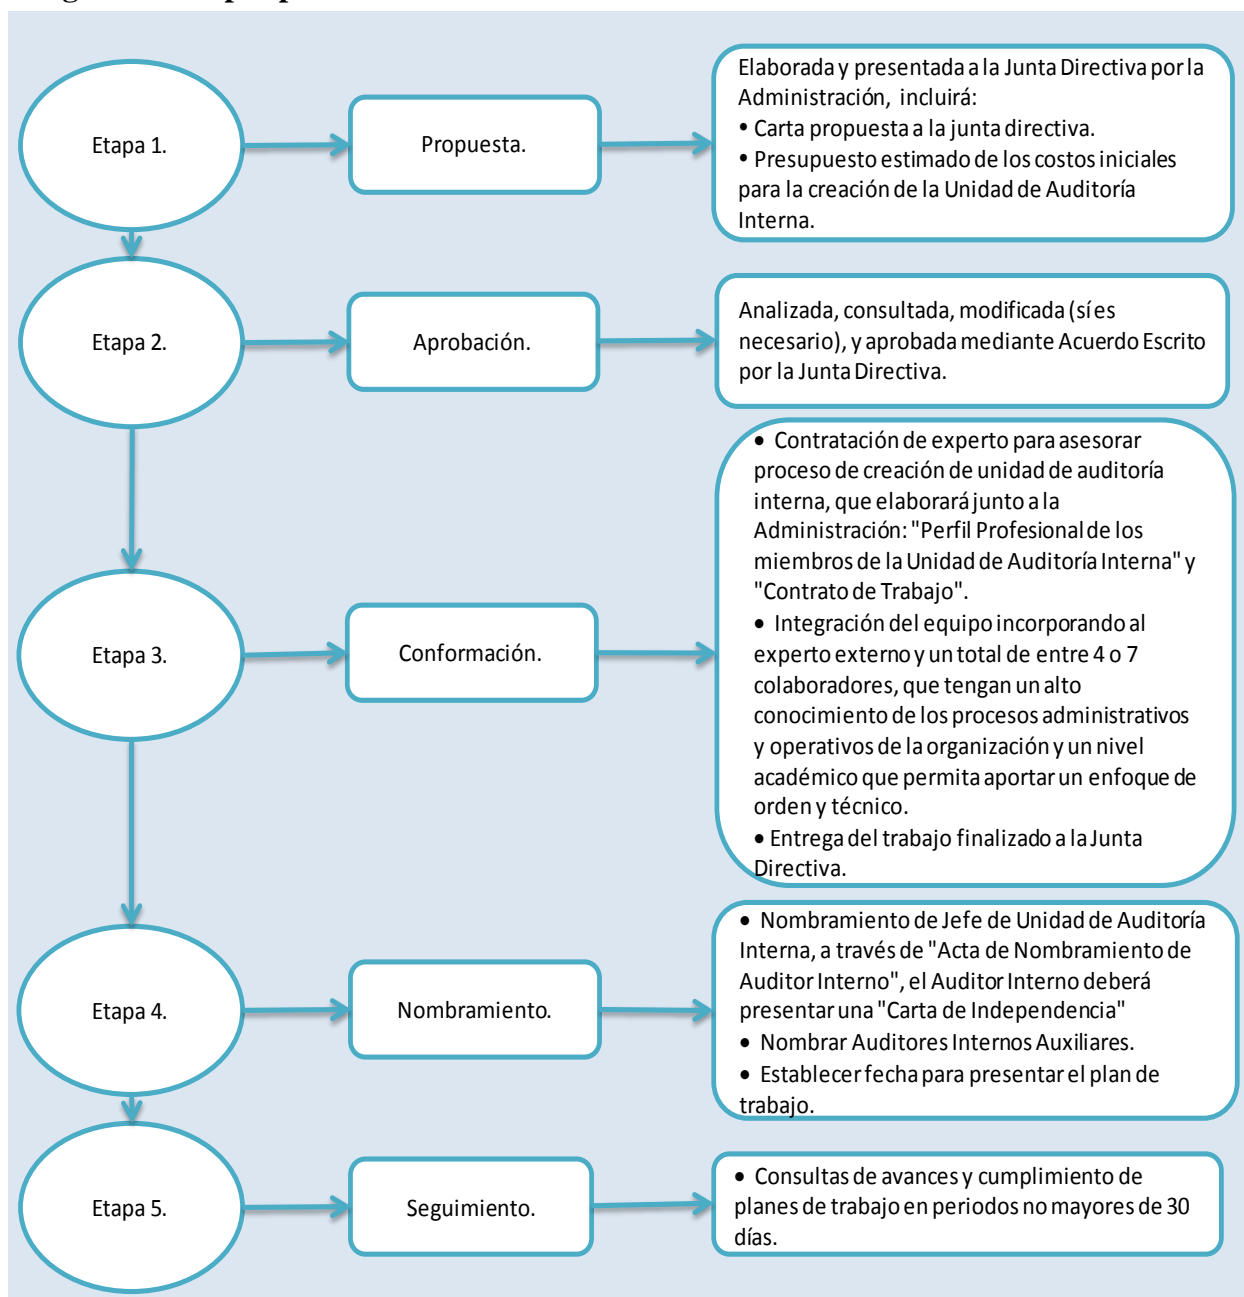 Etapa 1.
Propuesta.
Elaborada y presentada a la Junta Directiva por la
Administración, incluirá:
• Carta propuesta a la junta directiva.
• Presupuesto estimado de los costos iniciales
para la creación de la Unidad de Auditoría
Interna.
Etapa 2.
Aprobación.
Analizada, consultada, modificada (sí es
necesario), y aprobada mediante Acuerdo Escrito
por la Junta Directiva.
Etapa 3.
Conformación.
• Contratación de experto para asesorar
proceso de creación de unidad de auditoría
interna, que elaborará junto a la
Administración: "Perfil Profesional de los
miembros de la Unidad de Auditoría Interna" y
"Contrato de Trabajo".
• Integración del equipo incorporando al
experto externo y un total de entre 4 o 7
colaboradores, que tengan un alto
conocimiento de los procesos administrativos
y operativos de la organización y un nivel
académico que permita aportar un enfoque de
orden y técnico.
• Entrega del trabajo finalizado a la Junta
Directiva.
Etapa 4.
Nombramiento.
• Nombramiento de Jefe de Unidad de Auditoría
Interna, a través de "Acta de Nombramiento de
Auditor Interno", el Auditor Interno deberá
presentar una "Carta de Independencia"
• Nombrar Auditores Internos Auxiliares.
• Establecer fecha para presentar el plan de
trabajo.
Etapa 5.
Seguimiento.
• Consultas de avances y cumplimiento de
planes de trabajo en periodos no mayores de 30
días.